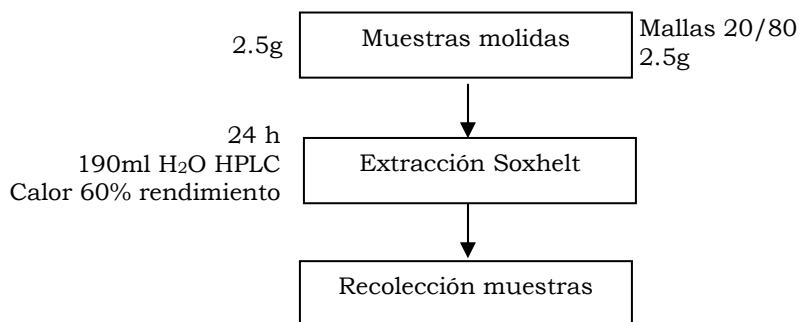 2.5g
Muestras molidas
Mallas 20/80
2.5g
24 h
190ml H₂O HPLC
Calor 60% rendimiento
Extracción Soxhelt
Recolección muestras